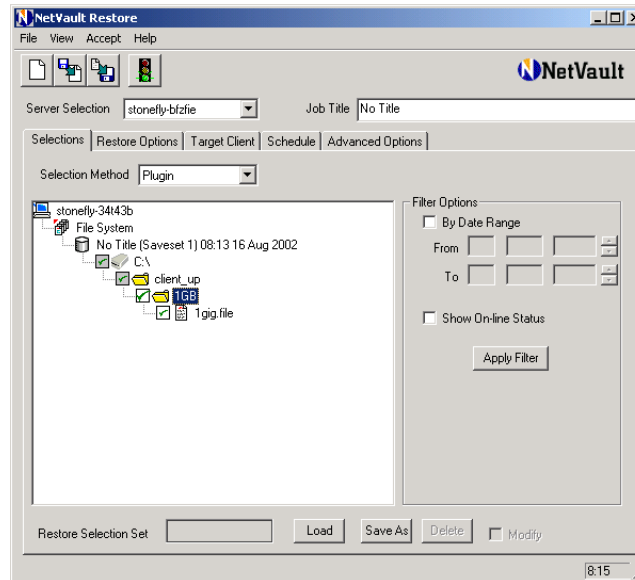 NetVault Restore
File View Accept Help
NetVault
Server Selection stonefly-bfzfie Job Title No Title
Selections Restore Options Target Client Schedule Advanced Options
Selection Method Plugin
stonefly-34t43b
File System
No Title (Saveset 1) 08:13 16 Aug 2002
C:\
client_up
1GB
1gig.file
Filter Options
By Date Range
From
To
Show On-line Status
Apply Filter
Restore Selection Set Load Save As Delete Modify
8:15